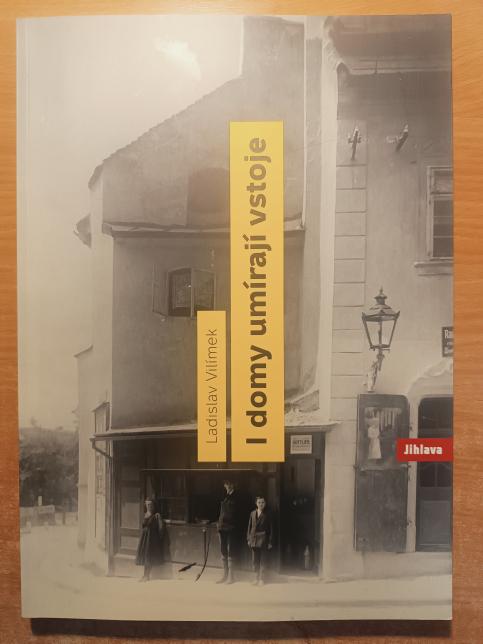 Ladislav Vilímek
I domy umírají vstoje
Jihlava